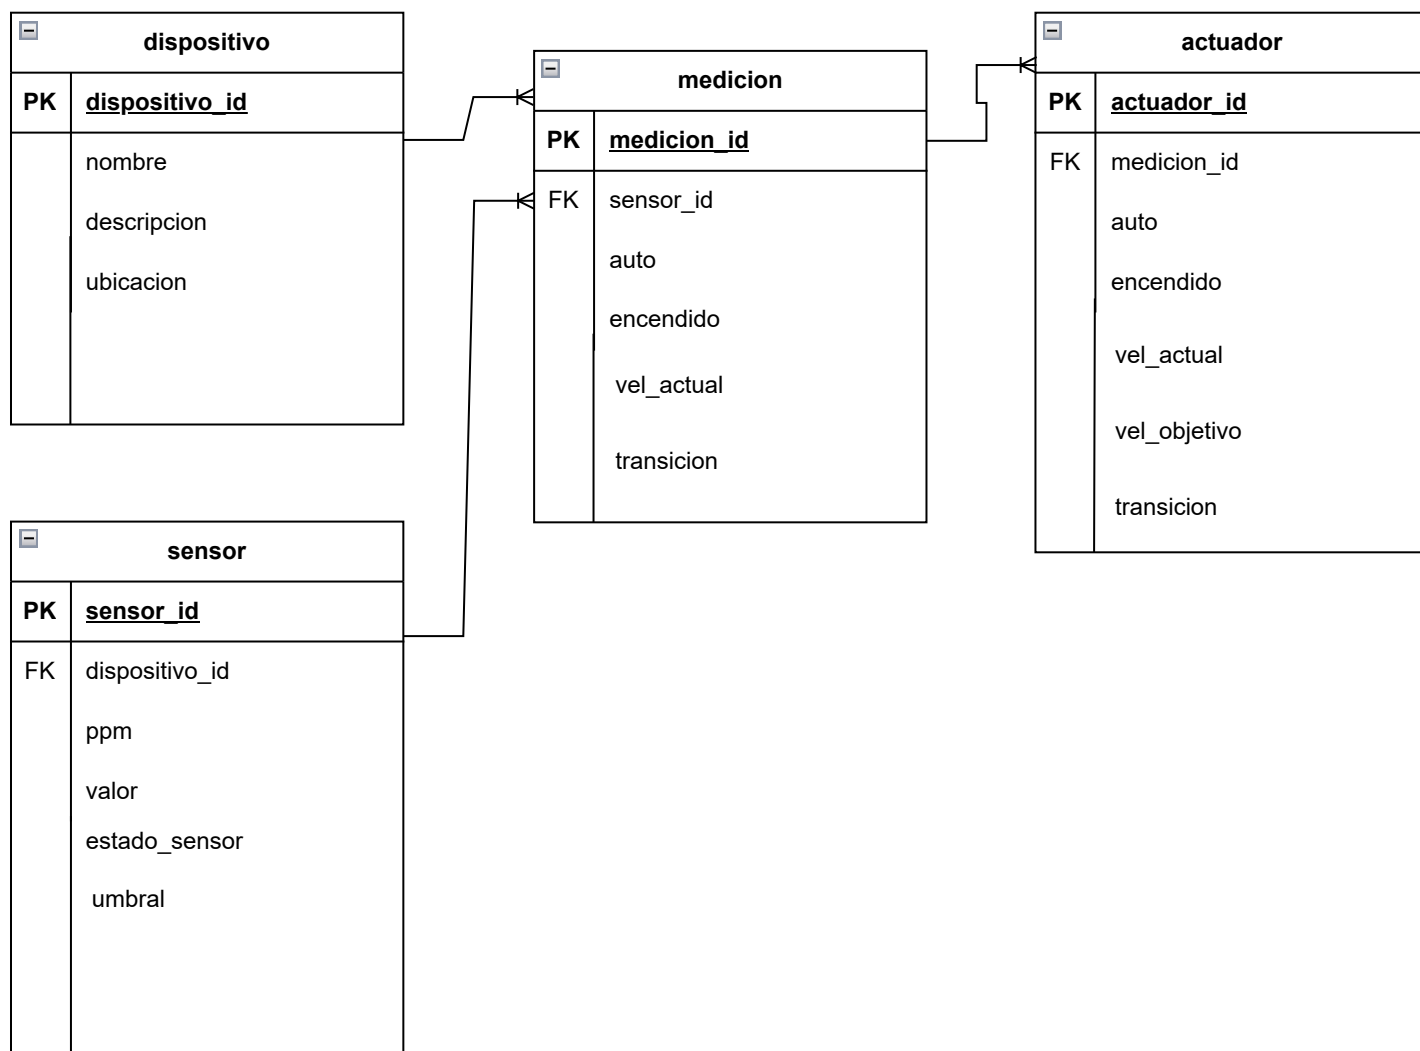 dispositivo
PK dispositivo_id
nombre
descripcion
ubicacion
medicion
PK medicion_id
FK sensor_id
auto
encendido
vel_actual
transicion
actuador
PK actuador_id
FK medicion_id
auto
encendido
vel_actual
vel_objetivo
transicion
sensor
PK sensor_id
FK dispositivo_id
ppm
valor
estado_sensor
umbral